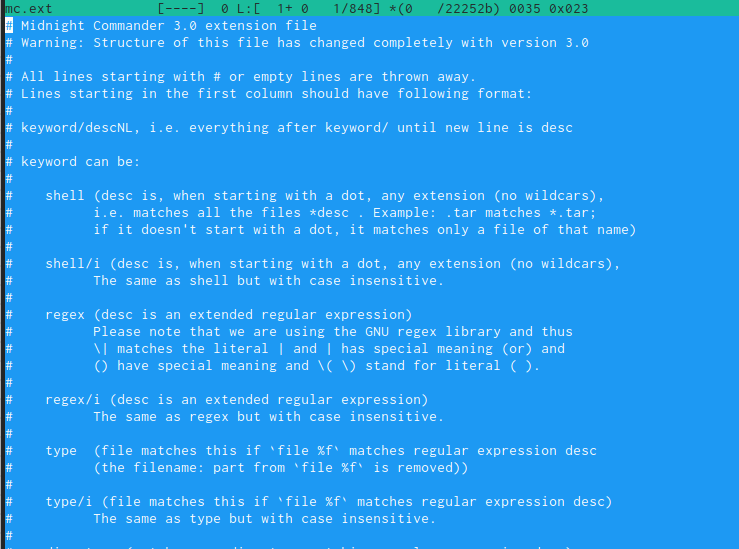 mc.ext [----] 0 L:[ 1+ 0 1/848] *(0 /22252b) 0035 0x023
# Midnight Commander 3.0 extension file
# Warning: Structure of this file has changed completely with version 3.0
#
# All lines starting with # or empty lines are thrown away.
# Lines starting in the first column should have following format:
#
# keyword/descNL, i.e. everything after keyword/ until new line is desc
#
# keyword can be:
#
# shell (desc is, when starting with a dot, any extension (no wildcars),
# i.e. matches all the files *desc . Example: .tar matches *.tar;
# if it doesn't start with a dot, it matches only a file of that name)
#
# shell/i (desc is, when starting with a dot, any extension (no wildcars),
# The same as shell but with case insensitive.
#
# regex (desc is an extended regular expression)
# Please note that we are using the GNU regex library and thus
# \| matches the literal | and | has special meaning (or) and
# () have special meaning and \( \) stand for literal ( ).
#
# regex/i (desc is an extended regular expression)
# The same as regex but with case insensitive.
#
# type (file matches this if `file %f` matches regular expression desc
# (the filename: part from `file %f` is removed))
#
# type/i (file matches this if `file %f` matches regular expression desc)
# The same as type but with case insensitive.
#